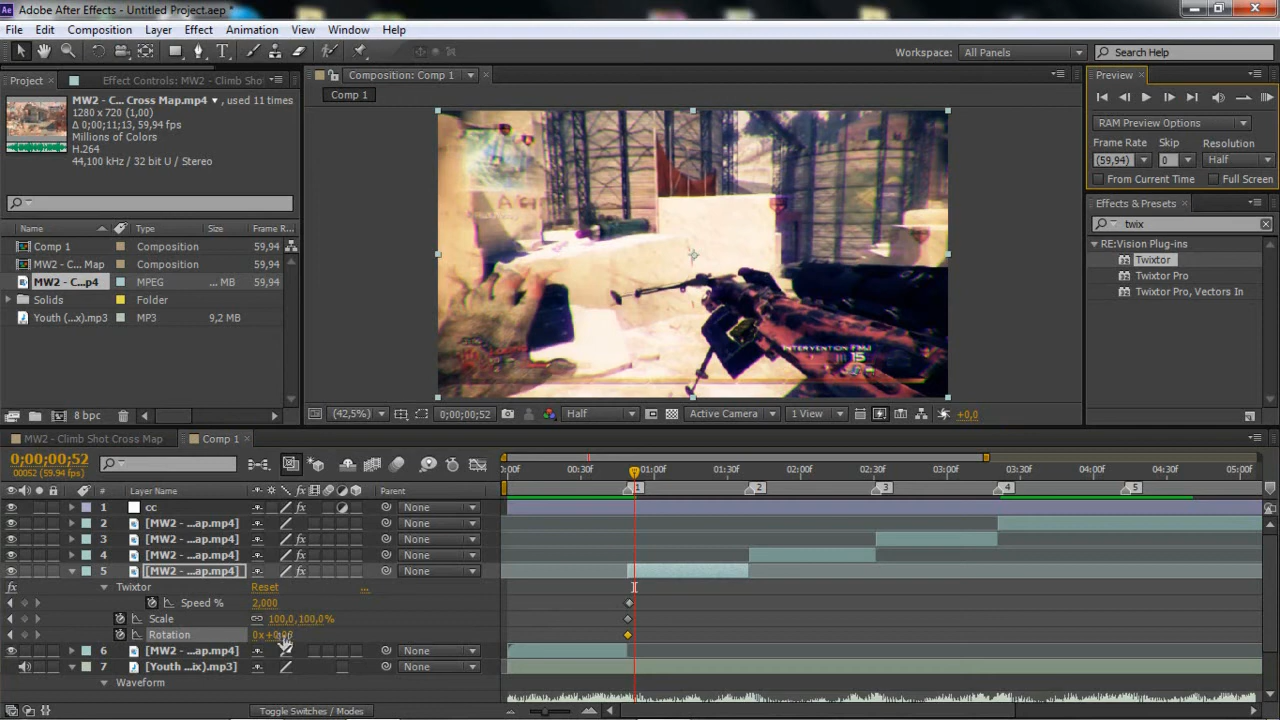 Adobe After Effects - Untitled Project.aep *
File Edit Composition Layer Effect Animation View Window Help
Workspace: All Panels Search Help
Project Effect Controls: MW2 - Climb Shot
MW2 - C... Cross Map.mp4 , used 11 times
1280 x 720 (1,00)
Δ 0;00;11;13, 59,94 fps
Millions of Colors
H.264
44,100 kHz / 32 bit U / Stereo
Name Type Size Frame R
Comp 1 Composition 59,94
MW2 - C... Map Composition 59,94
MW2 - C...p4 MPEG ... MB 59,94
Solids Folder
Youth (...x).mp3 MP3 9,2 MB
8 bpc
Composition: Comp 1
Comp 1
15
(42,5%) 0;00;00;52 Half Active Camera 1 View +0,0
Preview
RAM Preview Options
Frame Rate Skip Resolution
(59,94) 0 Half
From Current Time Full Screen
Effects & Presets
twix
RE:Vision Plug-ins
Twixtor
Twixtor Pro
Twixtor Pro, Vectors In
MW2 - Climb Shot Cross Map Comp 1
0;00;00;52
00052 (59.94 fps)
:00f 00:30f 01:00f 01:30f 02:00f 02:30f 03:00f 03:30f 04:00f 04:30f 05:00f
1 2 3 4 5
# Layer Name Parent
1 cc None
2 [MW2 - ...ap.mp4] None
3 [MW2 - ...ap.mp4] None
4 [MW2 - ...ap.mp4] None
5 [MW2 - ...ap.mp4] None
Twixtor Reset ...
Speed % 2,000
Scale 100,0,100,0%
Rotation 0x
6 [MW2 - ...ap.mp4] None
7 [Youth ...ix).mp3] None
Waveform
Toggle Switches / Modes